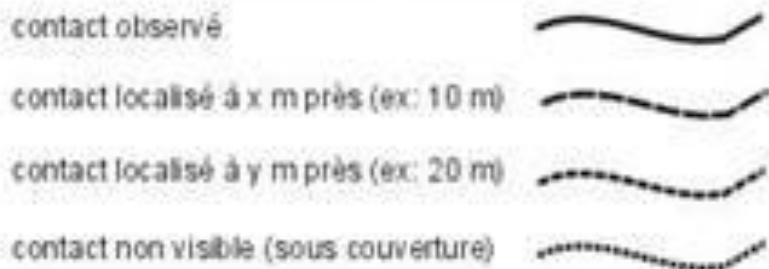 contact observé
contact localisé à x m près (ex: 10 m)
contact localisé à y m près (ex: 20 m)
contact non visible (sous couverture)